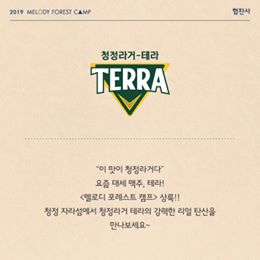 2019 MELODY FOREST CAMP
협찬사
청정라거-테라
TERRA
"이 맛이 청정라거다"
요즘 대세 맥주, 테라!
<멜로디 포레스트 캠프> 상륙!!
청정 자라섬에서 청정라거 테라의 강력한 리얼 탄산을
만나보세요~